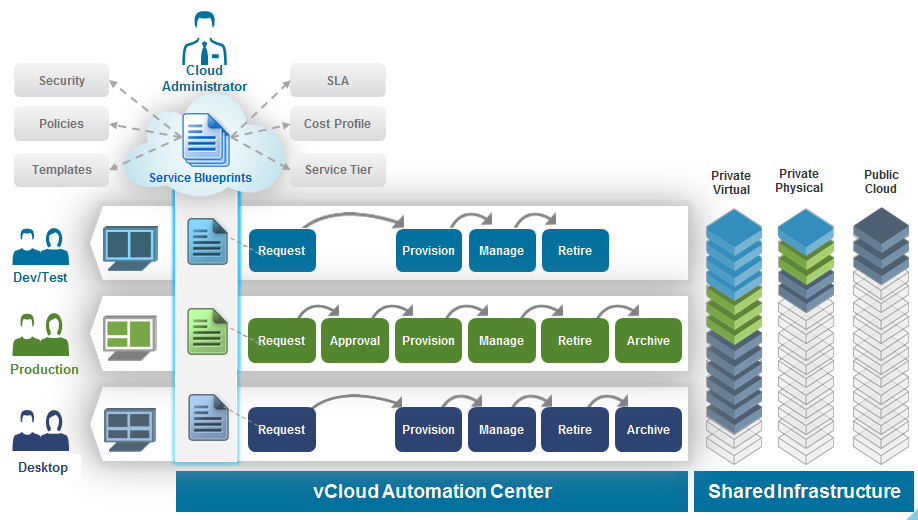 Cloud
Administrator
Security
SLA
Policies
Cost Profile
Templates
Service Tier
Service Blueprints
Private
Virtual
Private
Physical
Public
Cloud
Dev/Test
Request
Provision
Manage
Retire
Production
Request
Approval
Provision
Manage
Retire
Archive
Desktop
Request
Provision
Manage
Retire
Archive
vCloud Automation Center
Shared Infrastructure